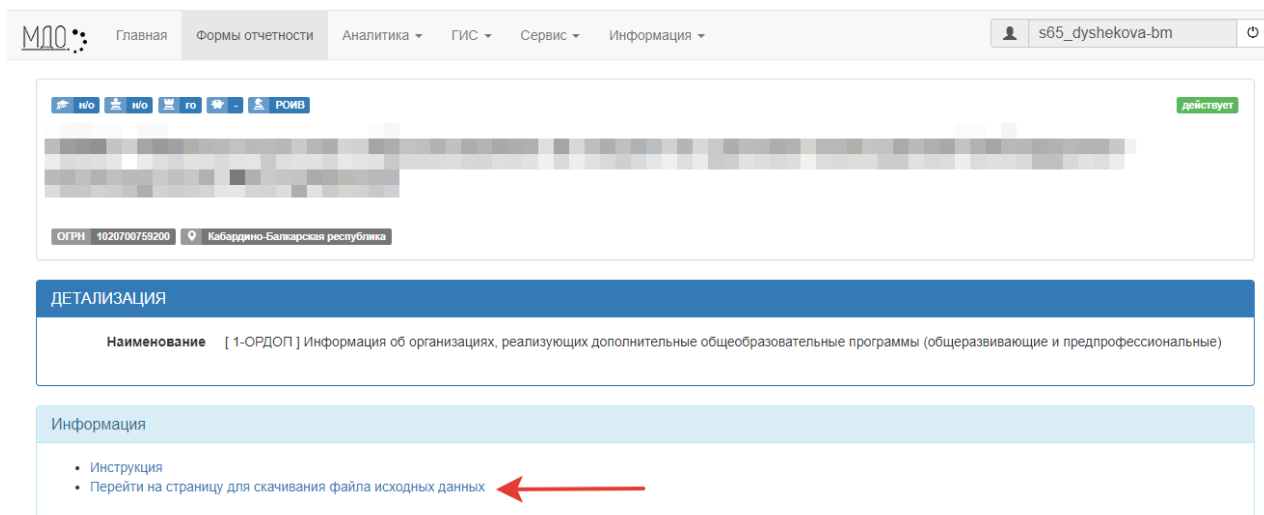 МДО
Главная Формы отчетности Аналитика ГИС Сервис Информация s65_dyshekova-bm
н/о н/о го - РОИВ действует
ОГРН 1020700759200 Кабардино-Балкарская республика
ДЕТАЛИЗАЦИЯ
Наименование [ 1-ОРДОП ] Информация об организациях, реализующих дополнительные общеобразовательные программы (общеразвивающие и предпрофессиональные)
Информация
• Инструкция
• Перейти на страницу для скачивания файла исходных данных